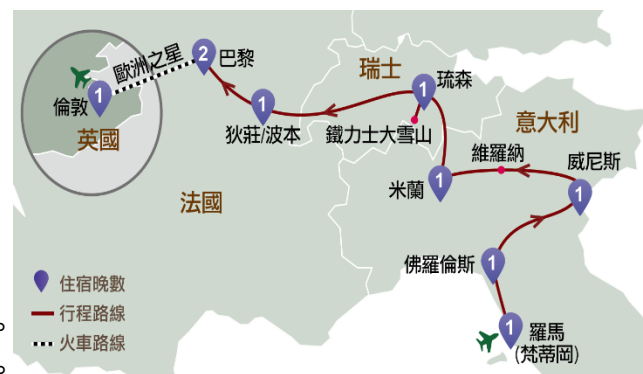 歐洲之星
2
巴黎
1
倫敦
英國
1
狄莊/波本
瑞士
1
琉森
鐵力士大雪山
意大利
維羅納
威尼斯
1
米蘭
1
法國
佛羅倫斯
1
1
羅馬
(梵蒂岡)
住宿晚數
行程路線
火車路線
。
。